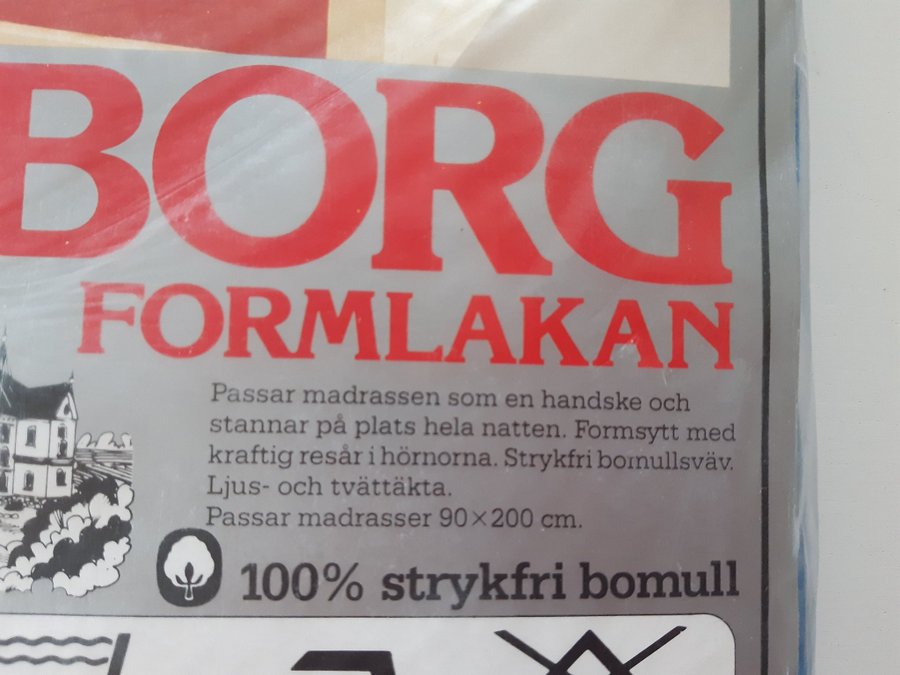 BORG
FORMLAKAN
Passar madrassen som en handske och
stannar på plats hela natten. Formsytt med
kraftig resår i hörnorna. Strykfri bomullsväv.
Ljus- och tvättäkta.
Passar madrasser 90×200 cm.
100% strykfri bomull